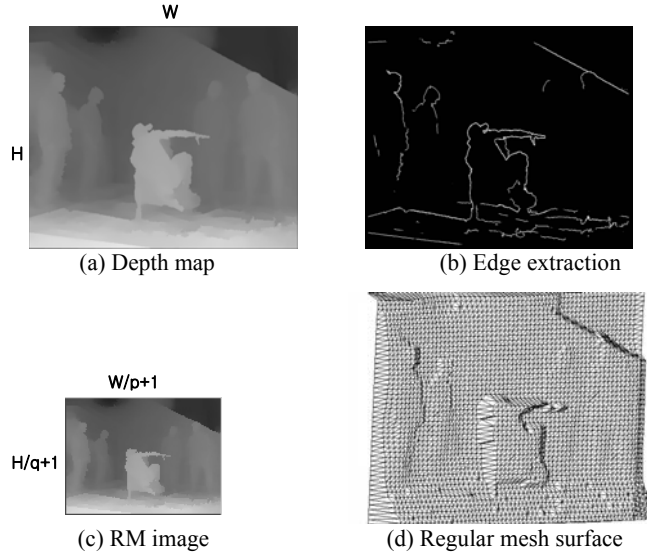 W
H
(a) Depth map
(b) Edge extraction
W/p+1
H/q+1
(c) RM image
(d) Regular mesh surface